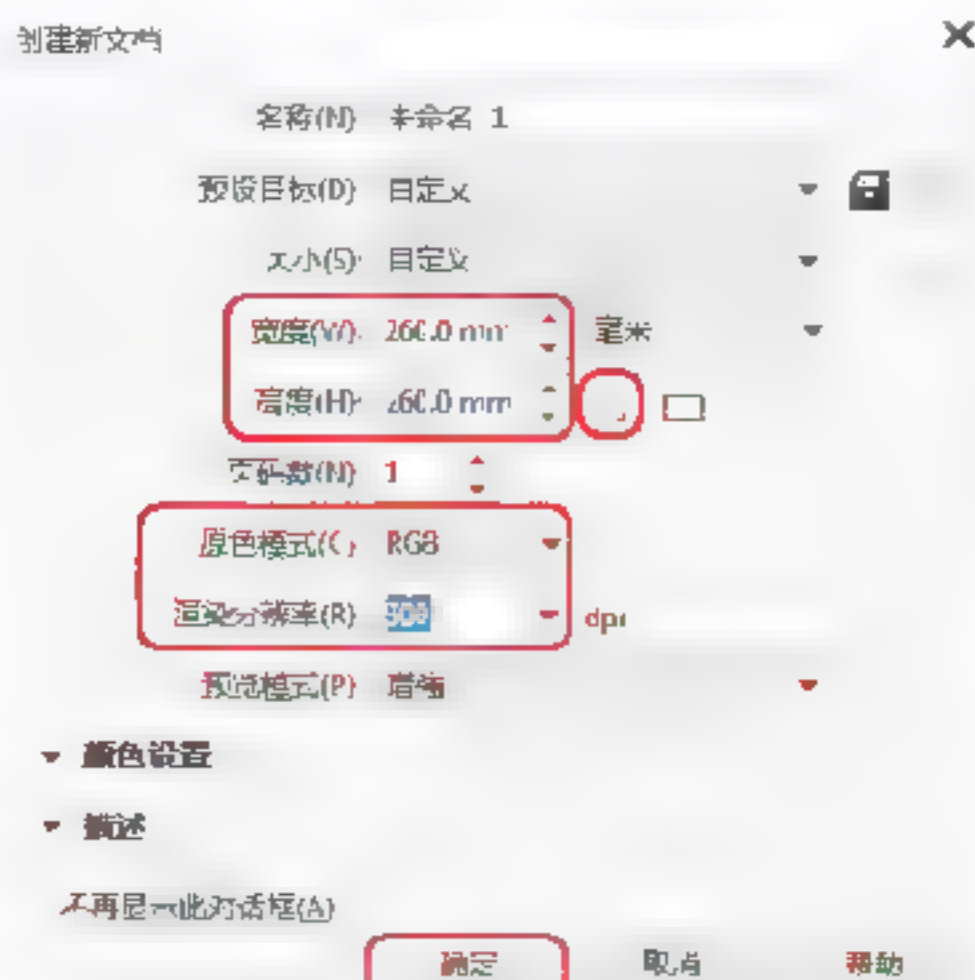 创建新文档
名称(N) 未命名 1
预设目标(D) 自定义
大小(S) 自定义
宽度(W) 260.0 mm 毫米
高度(H) 260.0 mm
页码数(N) 1
原色模式(C) RGB
渲染分辨率(R) 300 dpi
预览模式(P) 增强
颜色设置
描述
不再显示此对话框(A)
确定 取消 帮助